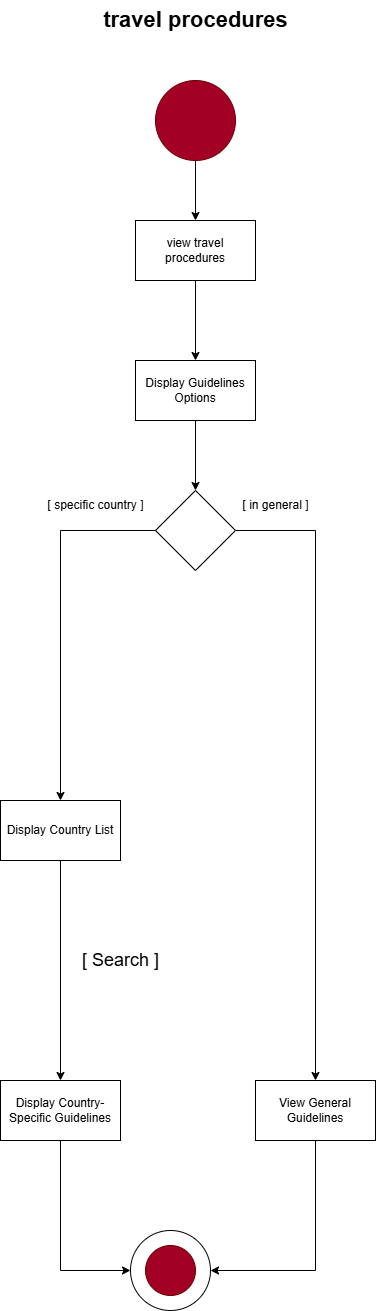 travel procedures
view travel
procedures
Display Guidelines
Options
[ specific country ]
[ in general ]
Display Country List
[ Search ]
Display Country-
Specific Guidelines
View General
Guidelines